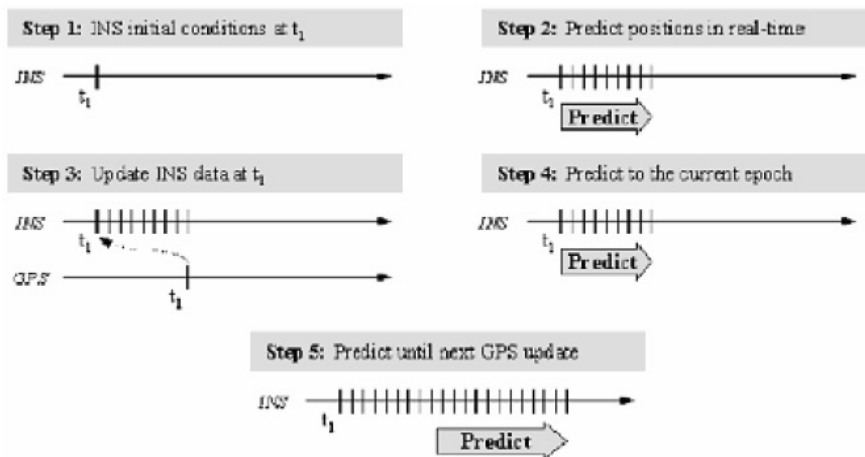 Step 1: INS initial conditions at t₁
INS
t₁
Step 2: Predict positions in real-time
INS
t₁
Predict
Step 3: Update INS data at t₁
INS
t₁
GPS
t₁
Step 4: Predict to the current epoch
INS
t₁
Predict
Step 5: Predict until next GPS update
INS
t₁
Predict